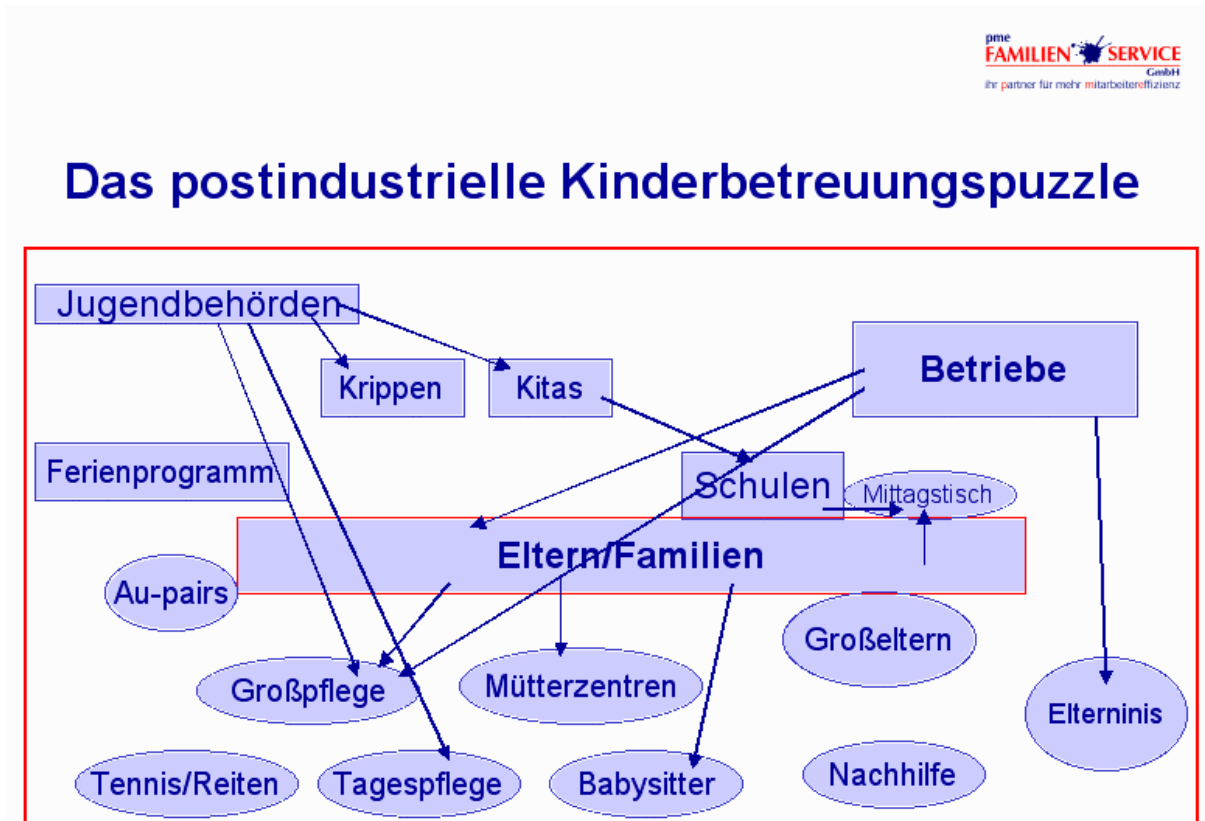 pme
FAMILIEN SERVICE
GmbH
ihr partner für mehr mitarbeitereffizienz
Das postindustrielle Kinderbetreuungspuzzle
Jugendbehörden
Betriebe
Krippen
Kitas
Ferienprogramm
Schulen
Mittagstisch
Eltern/Familien
Au-pairs
Großeltern
Großpflege
Mütterzentren
Elterninis
Tennis/Reiten
Tagespflege
Babysitter
Nachhilfe